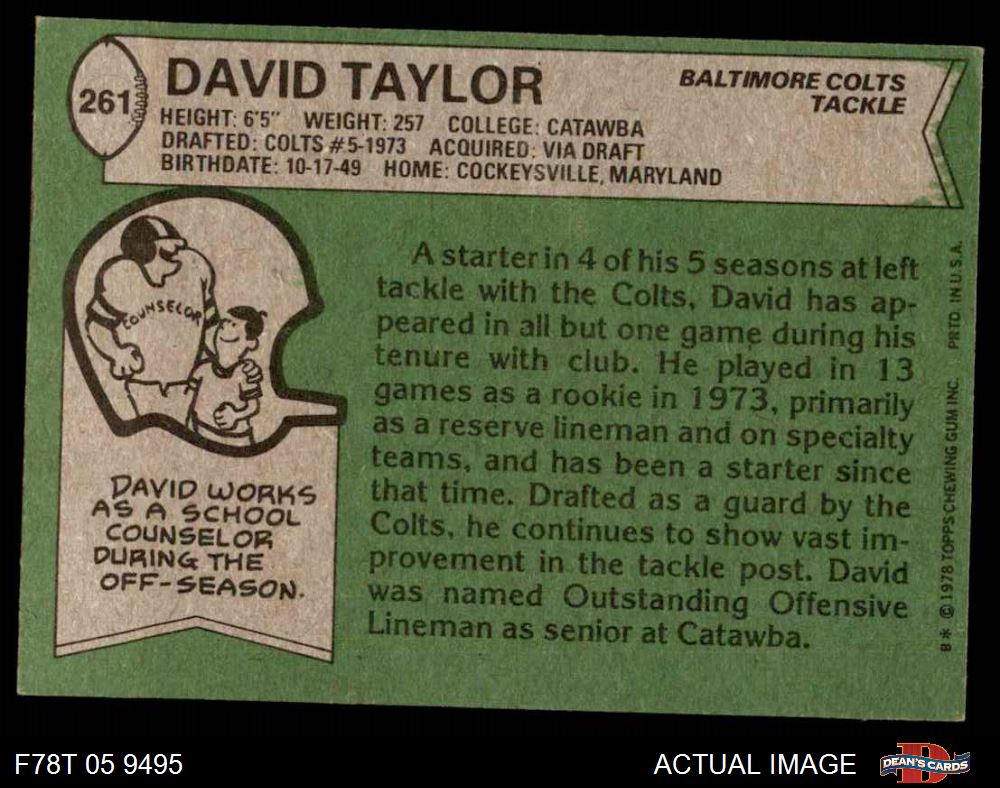 261
DAVID TAYLOR
BALTIMORE COLTS
TACKLE
HEIGHT: 6'5" WEIGHT: 257 COLLEGE: CATAWBA
DRAFTED: COLTS #5-1973 ACQUIRED: VIA DRAFT
BIRTHDATE: 10-17-49 HOME: COCKEYSVILLE, MARYLAND
COUNSELOR
DAVID WORKS
AS A SCHOOL
COUNSELOR
DURING THE
OFF-SEASON.
A starter in 4 of his 5 seasons at left
tackle with the Colts, David has ap-
peared in all but one game during his
tenure with club. He played in 13
games as a rookie in 1973, primarily
as a reserve lineman and on specialty
teams, and has been a starter since
that time. Drafted as a guard by the
Colts, he continues to show vast im-
provement in the tackle post. David
was named Outstanding Offensive
Lineman as senior at Catawba.
B* © 1978 TOPPS CHEWING GUM INC. PRTD. IN U.S.A.
F78T 05 9495
ACTUAL IMAGE
D
DEAN'S CARDS